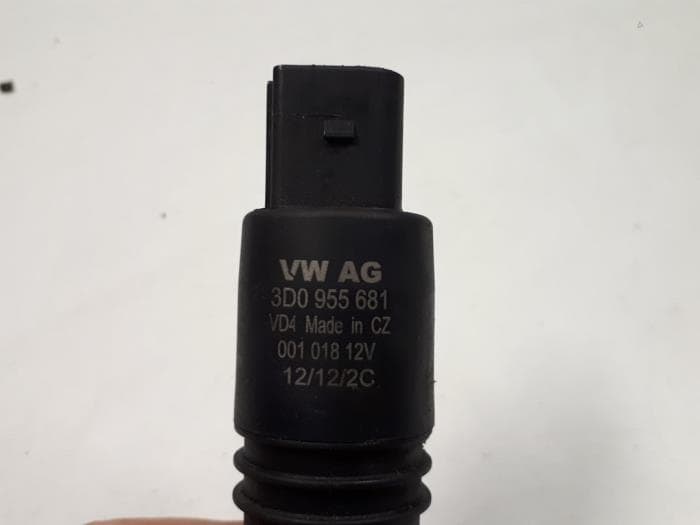 VW AG
3D0 955 681
VD4 Made in CZ
001 018 12V
12/12/2C